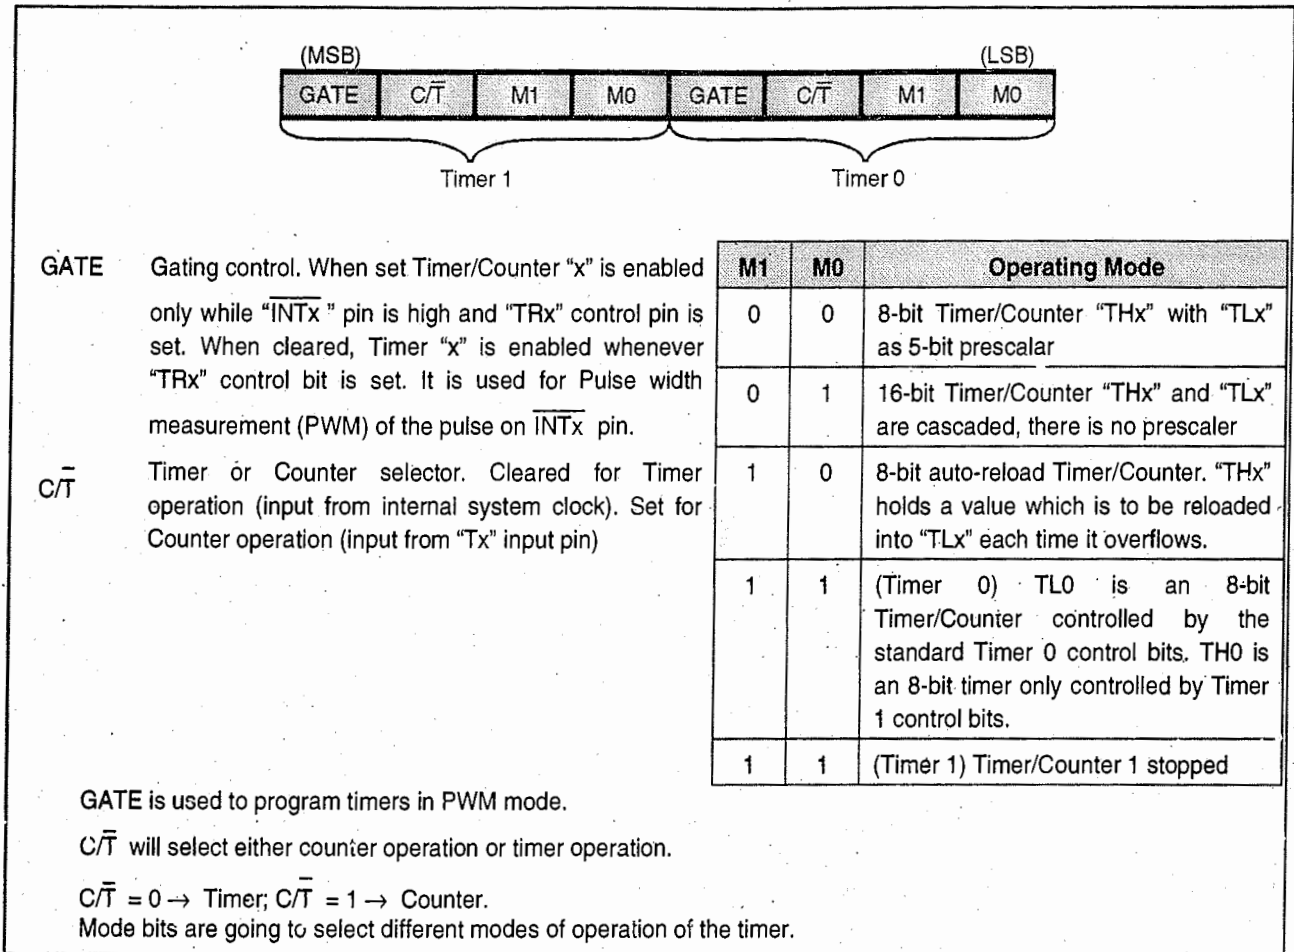 (MSB) (LSB)
GATE C/T̅ M1 M0 GATE C/T̅ M1 M0
Timer 1 Timer 0
GATE Gating control. When set Timer/Counter “x” is enabled
only while “I̅N̅T̅x̅ ” pin is high and “TRx” control pin is
set. When cleared, Timer “x” is enabled whenever
“TRx” control bit is set. It is used for Pulse width
measurement (PWM) of the pulse on I̅N̅T̅x̅ pin.
C/T̅ Timer or Counter selector. Cleared for Timer
operation (input from internal system clock). Set for
Counter operation (input from “Tx” input pin)
M1 M0 Operating Mode
0 0 8-bit Timer/Counter “THx” with “TLx”
as 5-bit prescalar
0 1 16-bit Timer/Counter “THx” and “TLx”
are cascaded, there is no prescaler
1 0 8-bit auto-reload Timer/Counter. “THx”
holds a value which is to be reloaded
into “TLx” each time it overflows.
1 1 (Timer 0) TL0 is an 8-bit
Timer/Counter controlled by the
standard Timer 0 control bits. TH0 is
an 8-bit timer only controlled by Timer
1 control bits.
1 1 (Timer 1) Timer/Counter 1 stopped
GATE is used to program timers in PWM mode.
C/T̅ will select either counter operation or timer operation.
C/T̅ = 0 → Timer; C/T̅ = 1 → Counter.
Mode bits are going to select different modes of operation of the timer.